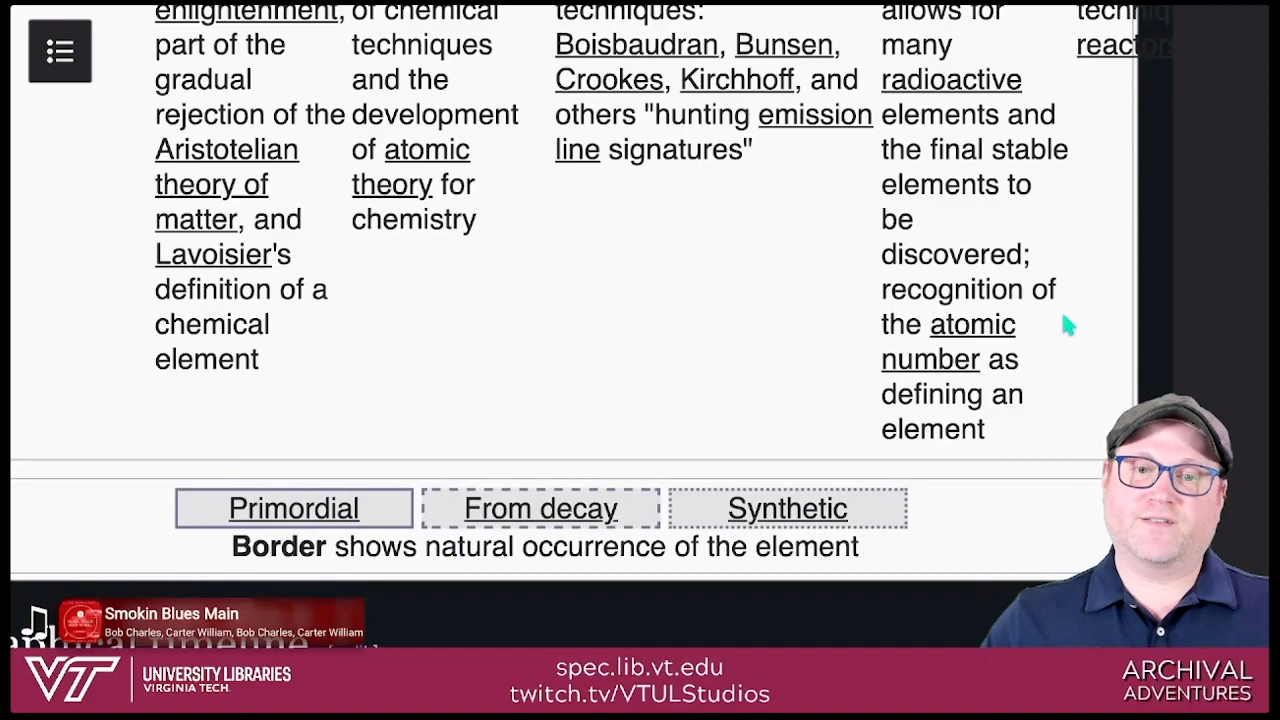 enlightenment,
part of the
gradual
rejection of the
Aristotelian
theory of
matter, and
Lavoisier's
definition of a
chemical
element
of chemical
techniques
and the
development
of atomic
theory for
chemistry
techniques:
Boisbaudran, Bunsen,
Crookes, Kirchhoff, and
others "hunting emission
line signatures"
allows for
many
radioactive
elements and
the final stable
elements to
be
discovered;
recognition of
the atomic
number as
defining an
element
reactors
Primordial
From decay
Synthetic
Border shows natural occurrence of the element
Smokin Blues Main
Bob Charles, Carter William, Bob Charles, Carter William
timeline
VT
UNIVERSITY LIBRARIES
VIRGINIA TECH.
spec.lib.vt.edu
twitch.tv/VTULStudios
ARCHIVAL
ADVENTURES